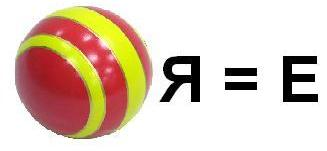 Я = Е